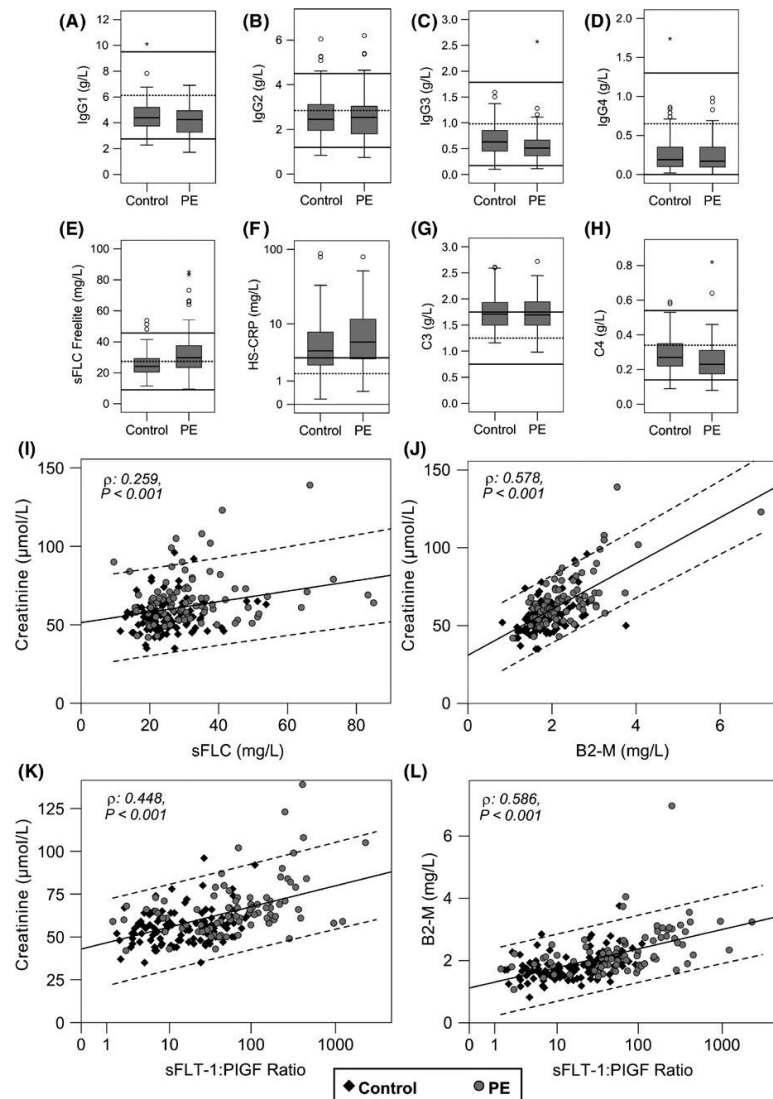 (A)
IgG1 (g/L)
12
10
8
6
4
2
0
Control PE
(B)
IgG2 (g/L)
6
4
2
0
Control PE
(C)
IgG3 (g/L)
3.0
2.5
2.0
1.5
1.0
0.5
0.0
Control PE
(D)
IgG4 (g/L)
2.0
1.5
1.0
0.5
0.0
Control PE
(E)
sFLC Freelite (mg/L)
100
80
60
40
20
0
Control PE
(F)
HS-CRP (mg/L)
100
10
1
0
Control PE
(G)
C3 (g/L)
3.0
2.5
2.0
1.5
1.0
0.5
0.0
Control PE
(H)
C4 (g/L)
0.8
0.6
0.4
0.2
0.0
Control PE
(I)
ρ: 0.259,
P < 0.001
Creatinine (μmol/L)
150
100
50
0
0 20 40 60 80
sFLC (mg/L)
(J)
ρ: 0.578,
P < 0.001
Creatinine (μmol/L)
150
100
50
0
0 2 4 6
B2-M (mg/L)
(K)
ρ: 0.448,
P < 0.001
Creatinine (μmol/L)
125
100
75
50
25
0
0 1 10 100 1000
sFLT-1:PIGF Ratio
(L)
ρ: 0.586,
P < 0.001
B2-M (mg/L)
6
4
2
0
0 1 10 100 1000
sFLT-1:PIGF Ratio
Control PE